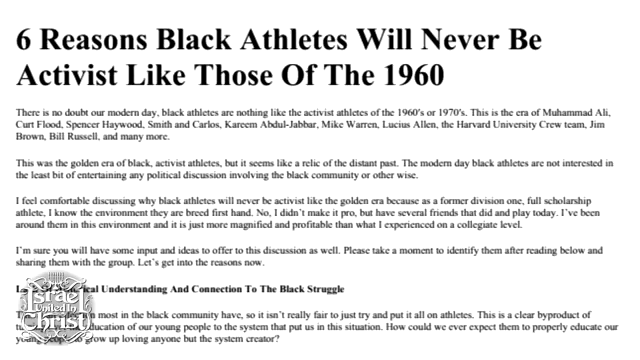 6 Reasons Black Athletes Will Never Be
Activist Like Those Of The 1960
There is no doubt our modern day, black athletes are nothing like the activist athletes of the 1960's or 1970's. This is the era of Muhammad Ali,
Curt Flood, Spencer Haywood, Smith and Carlos, Kareem Abdul-Jabbar, Mike Warren, Lucius Allen, the Harvard University Crew team, Jim
Brown, Bill Russell, and many more.
This was the golden era of black, activist athletes, but it seems like a relic of the distant past. The modern day black athletes are not interested in
the least bit of entertaining any political discussion involving the black community or other wise.
I feel comfortable discussing why black athletes will never be activist like the golden era because as a former division one, full scholarship
athlete, I know the environment they are breed first hand. No, I didn't make it pro, but have several friends that did and play today. I've been
around them in this environment and it is just more magnified and profitable than what I experienced on a collegiate level.
I'm sure you will have some input and ideas to offer to this discussion as well. Please take a moment to identify them after reading below and
sharing them with the group. Let's get into the reasons now.
Understanding And Connection To The Black Struggle
most in the black community have, so it isn't really fair to just try and put it all on athletes. This is a clear byproduct of
education of our young people to the system that put us in this situation. How could we ever expect them to properly educate our
young people to grow up loving anyone but the system creator?
Israel
United In
Christ